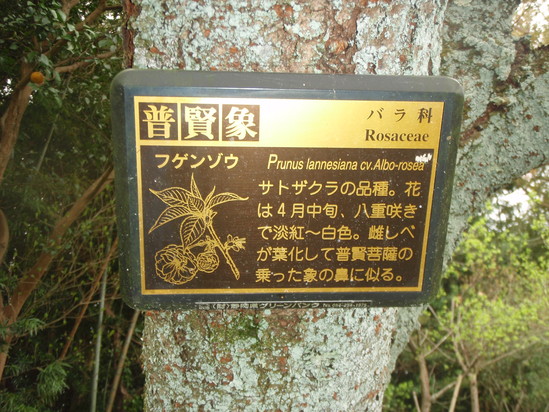 普賢象
バラ科
Rosaceae
フゲンゾウ
Prunus lannesiana cv. Albo-rosea
サトザクラの品種。花
は4月中旬、八重咲き
で淡紅〜白色。雌しべ
が葉化して普賢菩薩の
乗った象の鼻に似る。